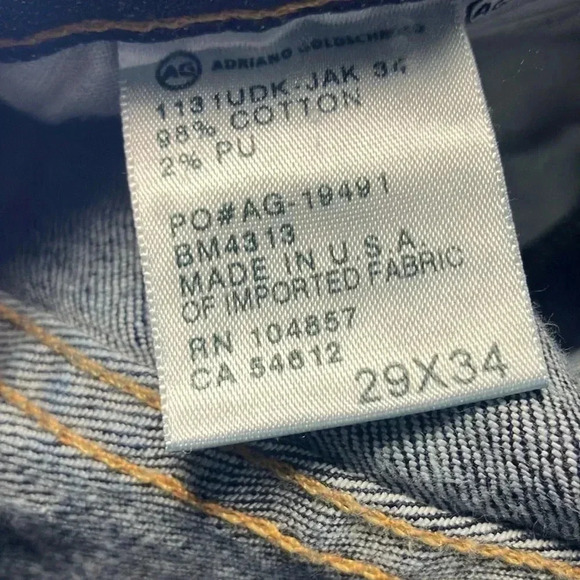 AG ADRIANO GOLDSCHMIED
1131UDK-JAK 34
98% COTTON
2% PU
PO#AG-19491
BM4313
MADE IN U.S.A.
OF IMPORTED FABRIC
RN 104857
CA 54612
29X34